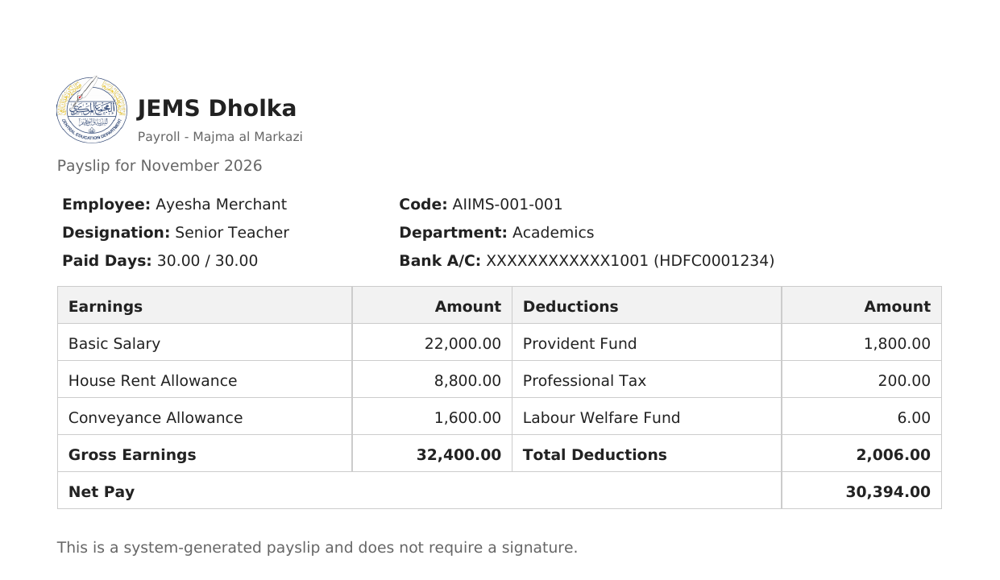 CENTRAL EDUCATION DEPARTMENT
JEMS Dholka
Payroll - Majma al Markazi
Payslip for November 2026
Employee: Ayesha Merchant Code: AIIMS-001-001
Designation: Senior Teacher Department: Academics
Paid Days: 30.00 / 30.00 Bank A/C: XXXXXXXXXXXX1001 (HDFC0001234)
Earnings Amount Deductions Amount
Basic Salary 22,000.00 Provident Fund 1,800.00
House Rent Allowance 8,800.00 Professional Tax 200.00
Conveyance Allowance 1,600.00 Labour Welfare Fund 6.00
Gross Earnings 32,400.00 Total Deductions 2,006.00
Net Pay 30,394.00
This is a system-generated payslip and does not require a signature.